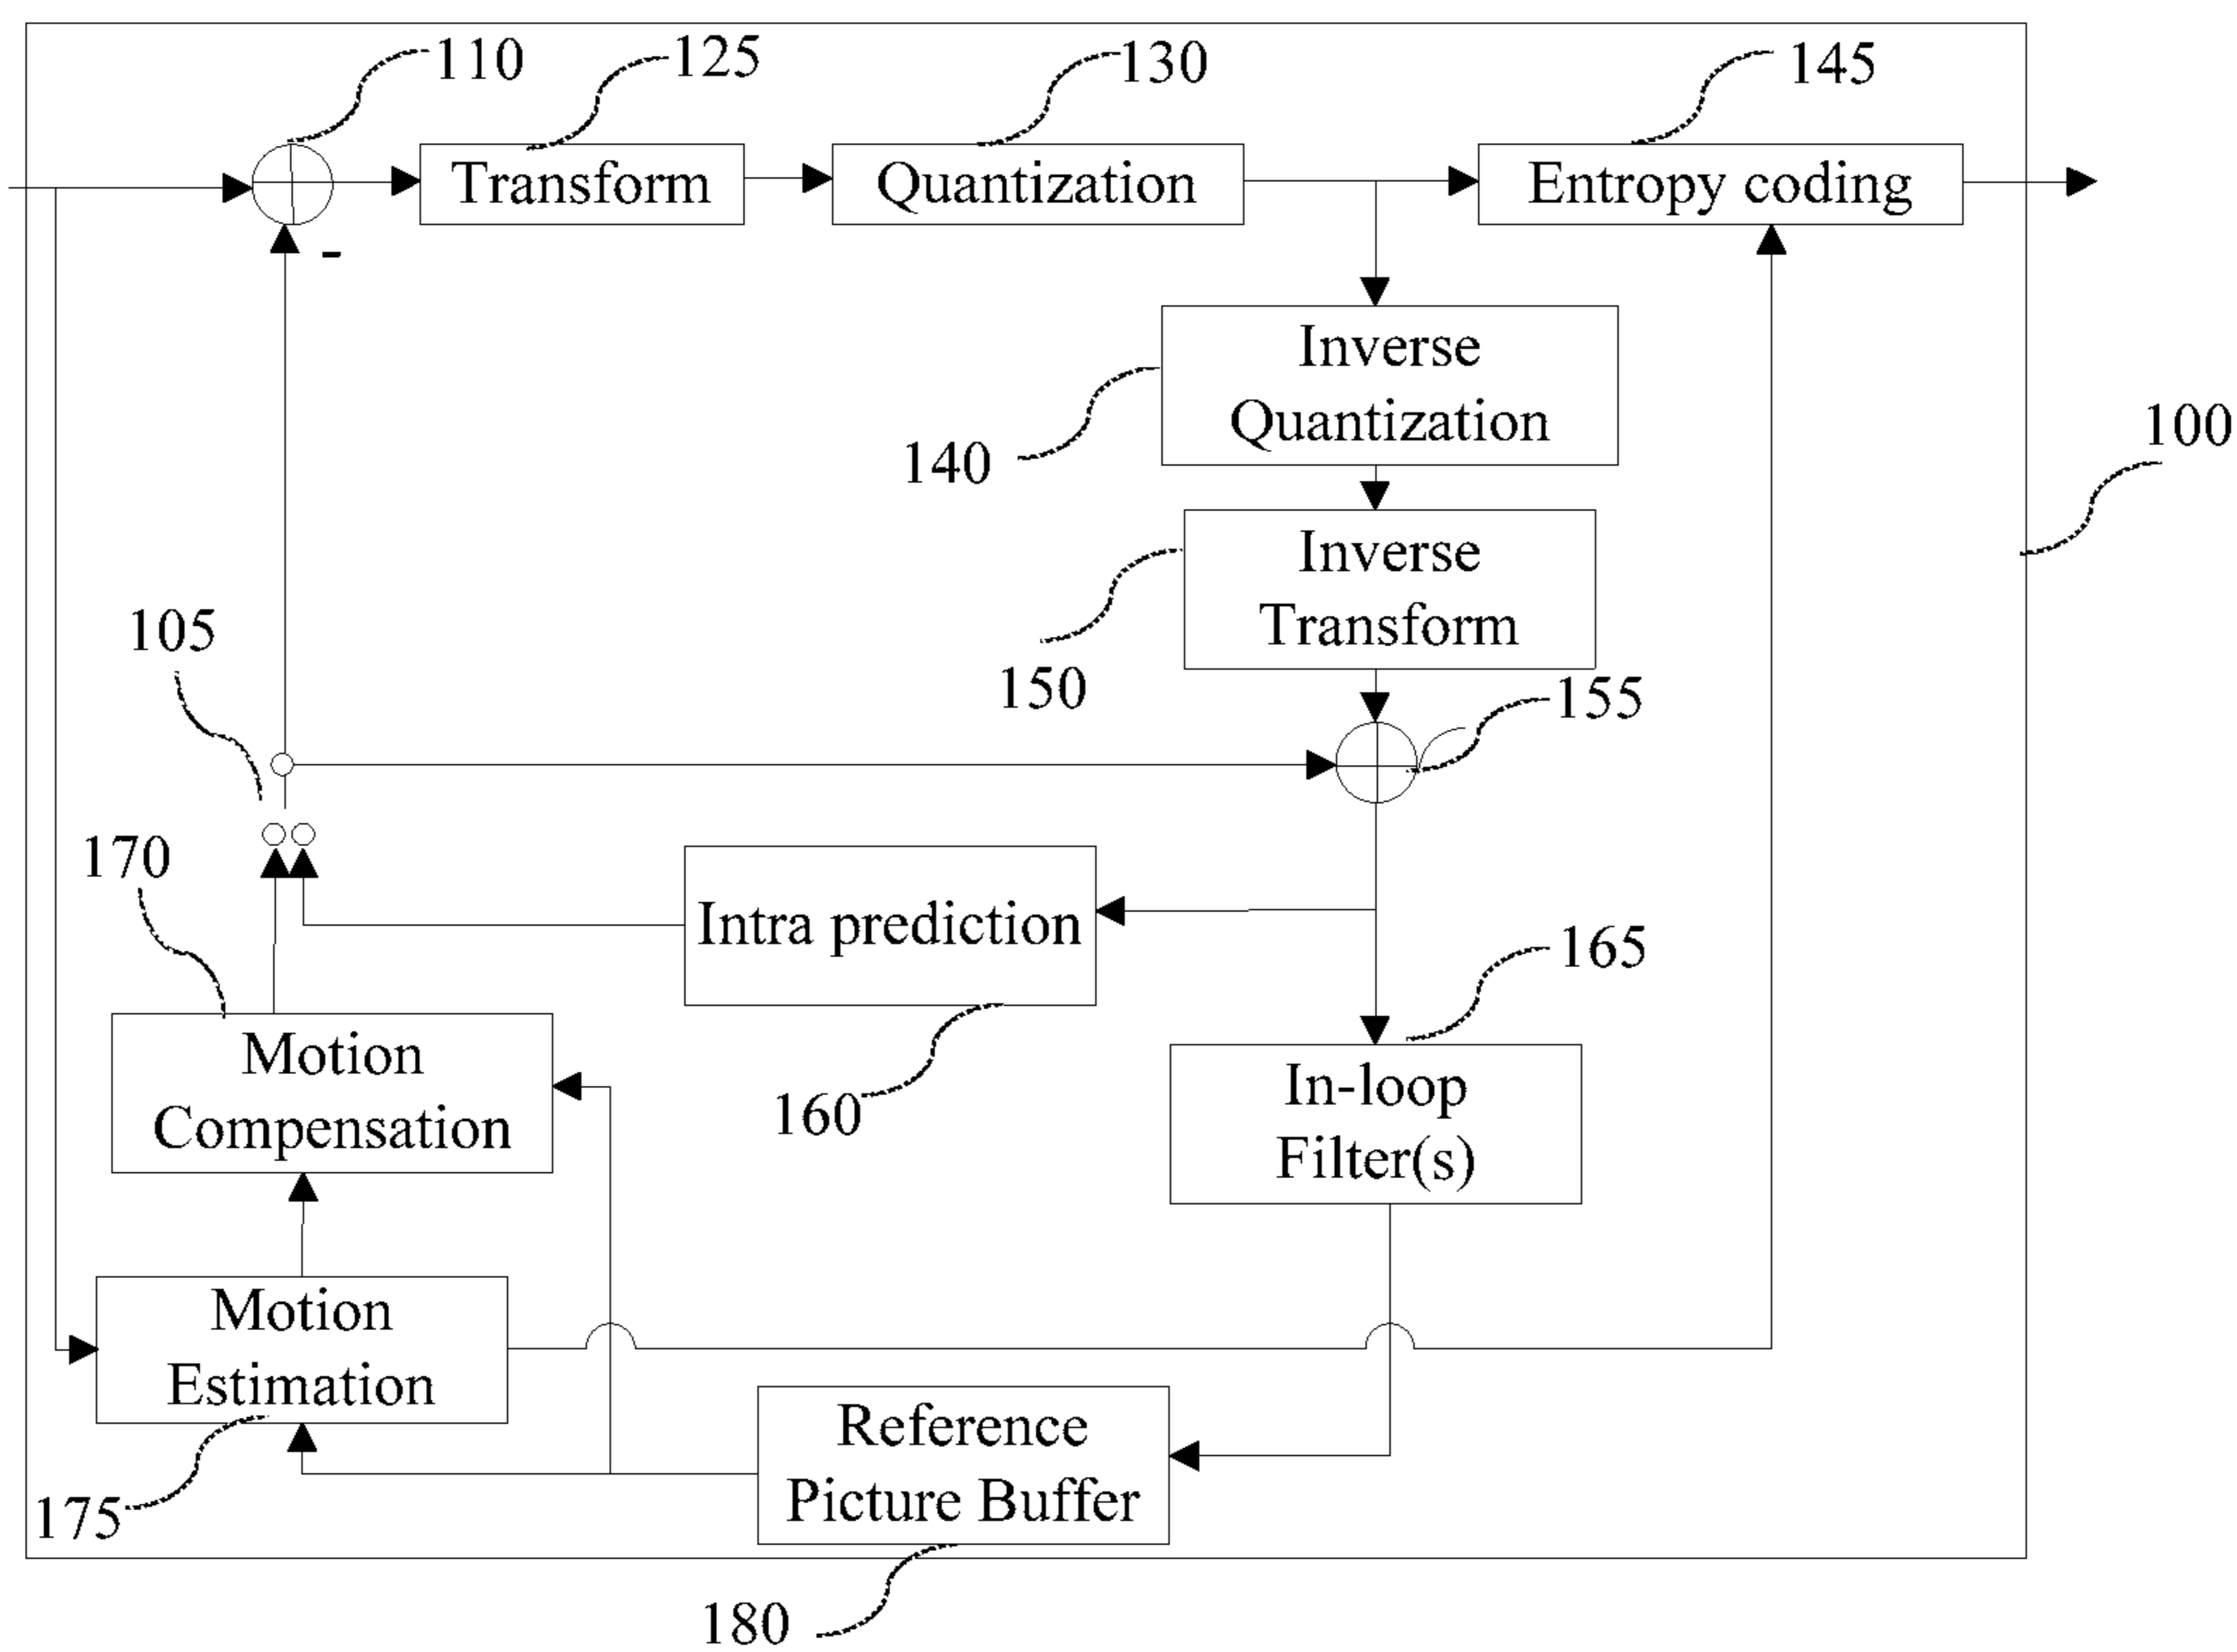 110
125
130
145
Transform
Quantization
Entropy coding
-
Inverse
Quantization
140
100
Inverse
Transform
105
150
155
170
Intra prediction
165
Motion
Compensation
160
In-loop
Filter(s)
Motion
Estimation
Reference
Picture Buffer
175
180